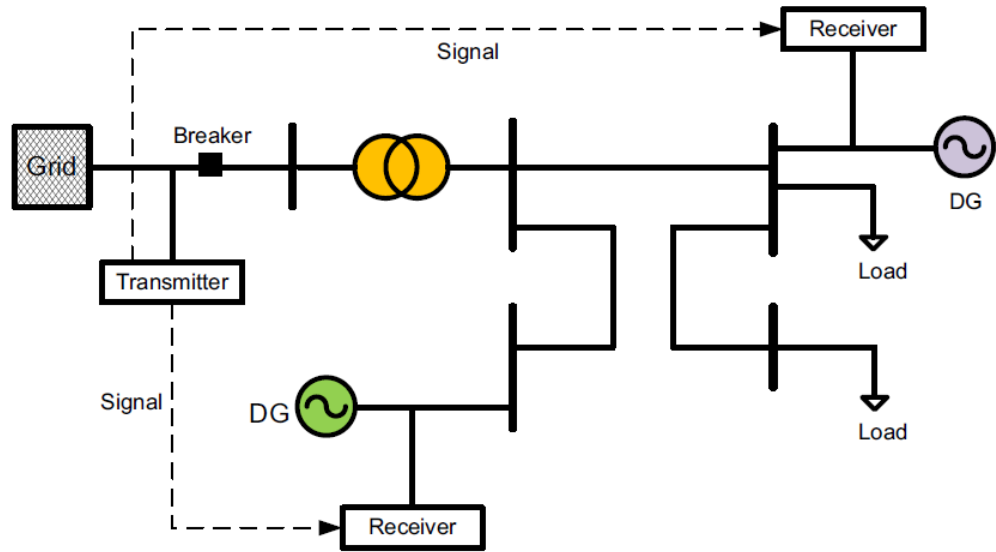 Receiver
Signal
Breaker
Grid
DG
Transmitter
Load
Signal
DG
Load
Receiver